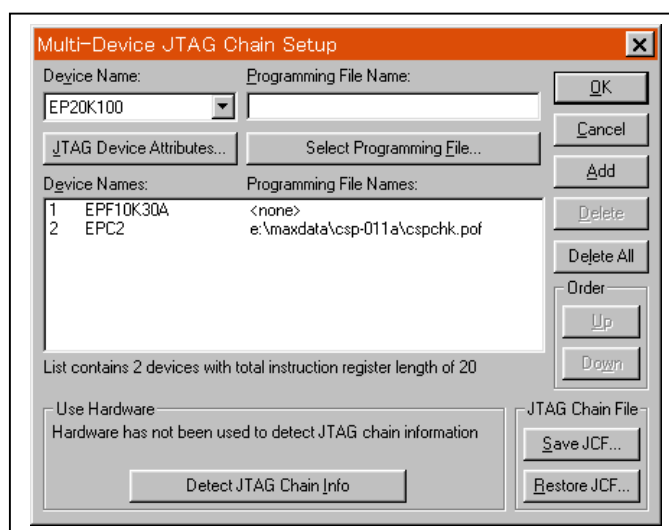 Multi-Device JTAG Chain Setup
Device Name:
Programming File Name:
EP20K100
OK
Cancel
JTAG Device Attributes...
Select Programming File...
Add
Device Names:
Programming File Names:
1 EPF10K30A <none>
2 EPC2 e:\maxdata\csp-011a\cspchk.pof
Delete
Delete All
Order
Up
Down
List contains 2 devices with total instruction register length of 20
Use Hardware
Hardware has not been used to detect JTAG chain information
Detect JTAG Chain Info
JTAG Chain File
Save JCF...
Restore JCF...